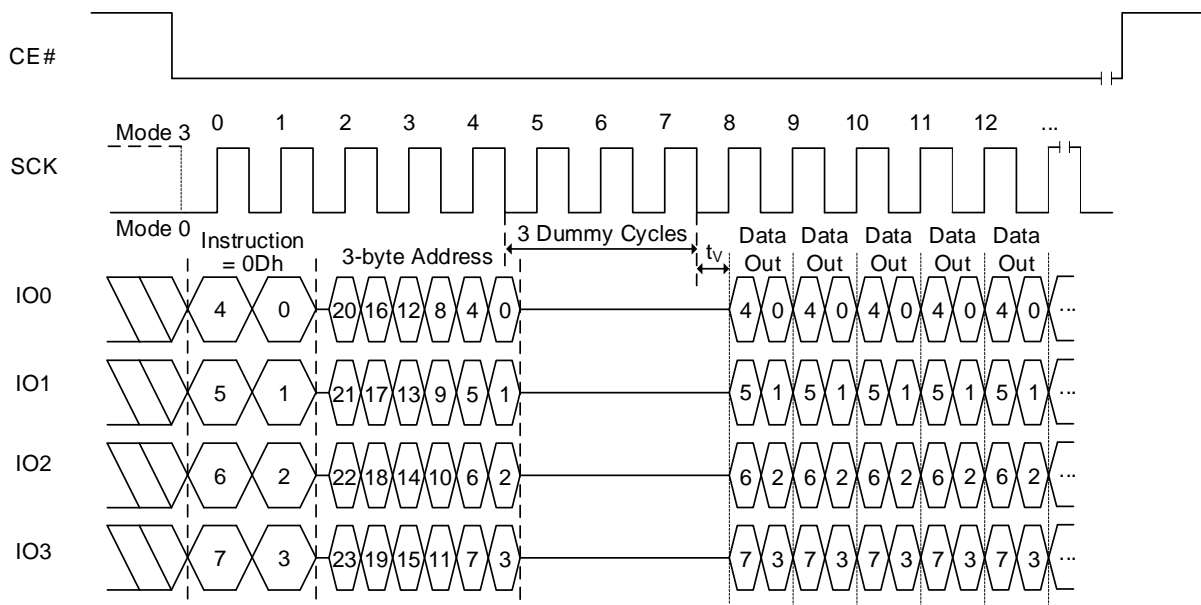 CE#
0 1 2 3 4 5 6 7 8 9 10 11 12 ...
Mode 3
SCK
Mode 0
3 Dummy Cycles
Instruction
= 0Dh
3-byte Address
tV
Data Data Data Data Data
Out Out Out Out Out
IO0 4 0 20 16 12 8 4 0 4 0 4 0 4 0 4 0 4 0 ...
IO1 5 1 21 17 13 9 5 1 5 1 5 1 5 1 5 1 5 1 ...
IO2 6 2 22 18 14 10 6 2 6 2 6 2 6 2 6 2 6 2 ...
IO3 7 3 23 19 15 11 7 3 7 3 7 3 7 3 7 3 7 3 ...